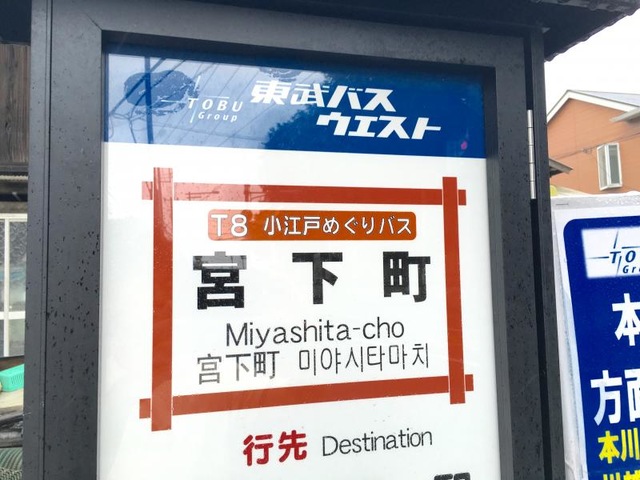 TOBU
Group
東武バス
ウエスト
T8 小江戸めぐりバス
宮下町
Miyashita-cho
宮下町 미야시타마치
行先 Destination
TOBU
本
方面
本川